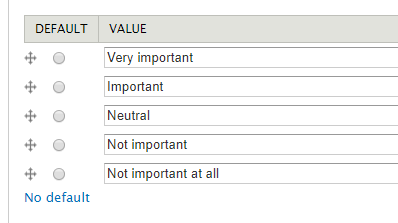 DEFAULT VALUE
Very important
Important
Neutral
Not important
Not important at all
No default